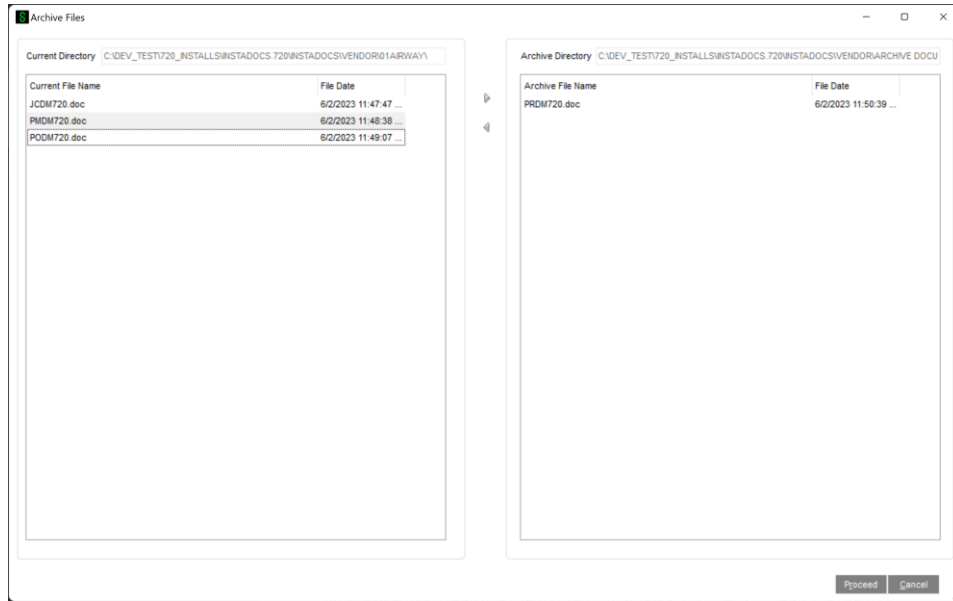 Archive Files
Current Directory C:\DEV_TEST\720_INSTALLS\INSTADOCS.720\INSTADOCS\VENDOR\01AIRWAY\
Archive Directory C:\DEV_TEST\720_INSTALLS\INSTADOCS.720\INSTADOCS\VENDOR\ARCHIVE DOCU
Current File Name File Date
JCDM720.doc 6/2/2023 11:47:47 ...
PMDM720.doc 6/2/2023 11:48:38 ...
PODM720.doc 6/2/2023 11:49:07 ...
Archive File Name File Date
PRDM720.doc 6/2/2023 11:50:39 ...
Proceed Cancel